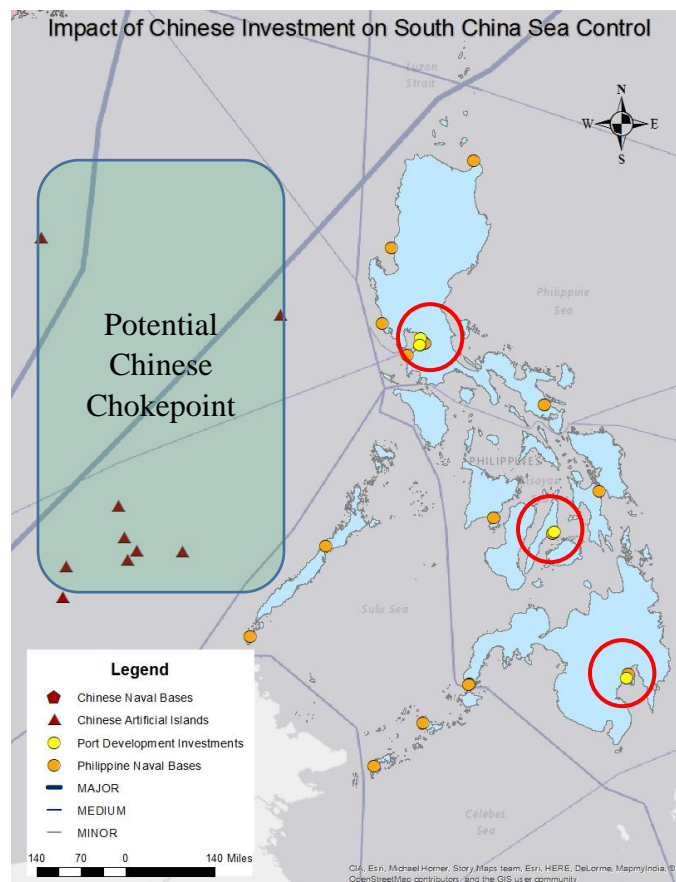 Impact of Chinese Investment on South China Sea Control
Luzon
Strait
N
W
E
S
Philippine
Sea
Potential
Chinese
Chokepoint
PHILIPPINES
Visayas
Sulu Sea
Legend
Chinese Naval Bases
Chinese Artificial Islands
Port Development Investments
Philippine Naval Bases
MAJOR
MEDIUM
MINOR
140 70 0 140 Miles
Celebes
Sea
CIA, Esri, Michael Horner, Story Maps team, Esri, HERE, DeLorme, MapmyIndia, ©
OpenStreetMap contributors, and the GIS user community